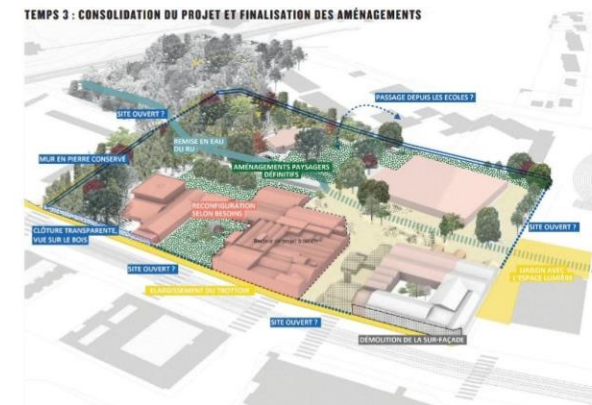 TEMPS 3 : CONSOLIDATION DU PROJET ET FINALISATION DES AMÉNAGEMENTS
PASSAGE DEPUIS LES ECOLES ?
SITE OUVERT ?
REMISE EN EAU
DU RU
MUR EN PIERRE CONSERVÉ
AMÉNAGEMENTS PAYSAGERS
DÉFINITIFS
RECONFIGURATION
SELON BESOINS
CLÔTURE TRANSPARENTE,
VUE SUR LE BOIS
SITE OUVERT ?
SITE OUVERT ?
LIAISON AVEC
L'ESPACE LUMIÈRE
ELARGISSEMENT DU TROTTOIR
SITE OUVERT ?
DÉMOLITION DE LA SUR-FAÇADE